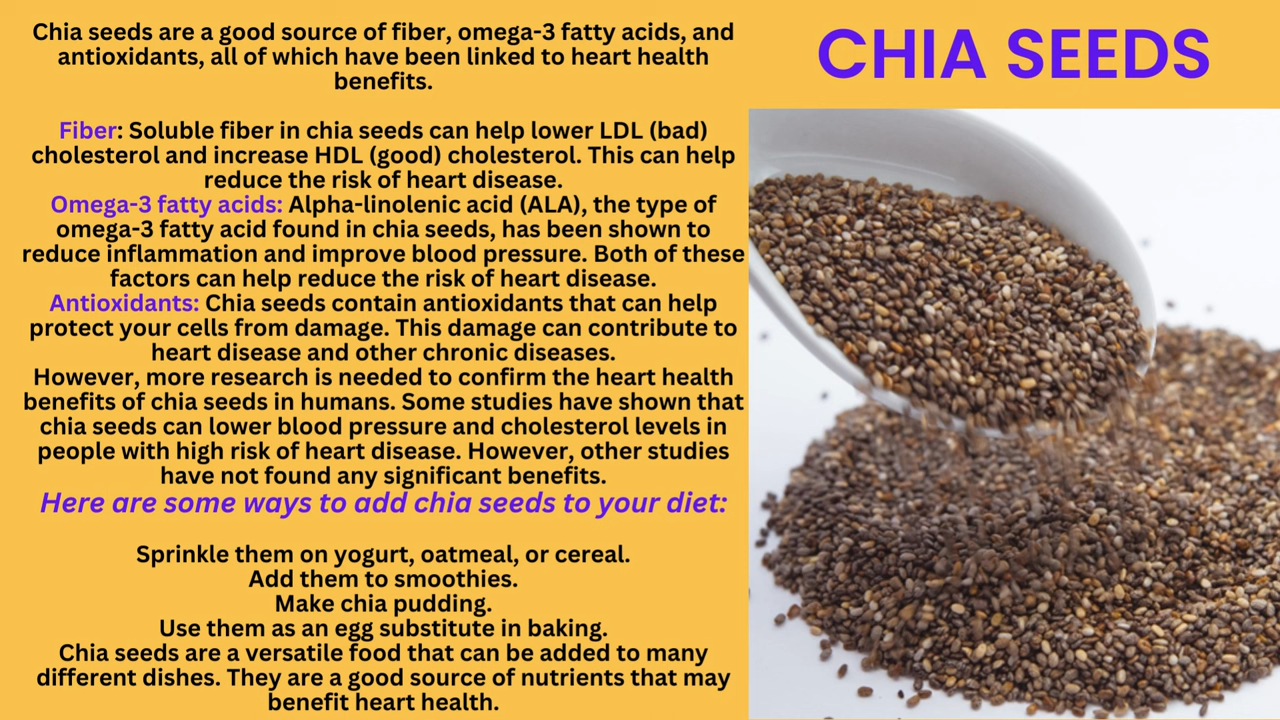 CHIA SEEDS
Chia seeds are a good source of fiber, omega-3 fatty acids, and
antioxidants, all of which have been linked to heart health
benefits.
Fiber: Soluble fiber in chia seeds can help lower LDL (bad)
cholesterol and increase HDL (good) cholesterol. This can help
reduce the risk of heart disease.
Omega-3 fatty acids: Alpha-linolenic acid (ALA), the type of
omega-3 fatty acid found in chia seeds, has been shown to
reduce inflammation and improve blood pressure. Both of these
factors can help reduce the risk of heart disease.
Antioxidants: Chia seeds contain antioxidants that can help
protect your cells from damage. This damage can contribute to
heart disease and other chronic diseases.
However, more research is needed to confirm the heart health
benefits of chia seeds in humans. Some studies have shown that
chia seeds can lower blood pressure and cholesterol levels in
people with high risk of heart disease. However, other studies
have not found any significant benefits.
Here are some ways to add chia seeds to your diet:
Sprinkle them on yogurt, oatmeal, or cereal.
Add them to smoothies.
Make chia pudding.
Use them as an egg substitute in baking.
Chia seeds are a versatile food that can be added to many
different dishes. They are a good source of nutrients that may
benefit heart health.